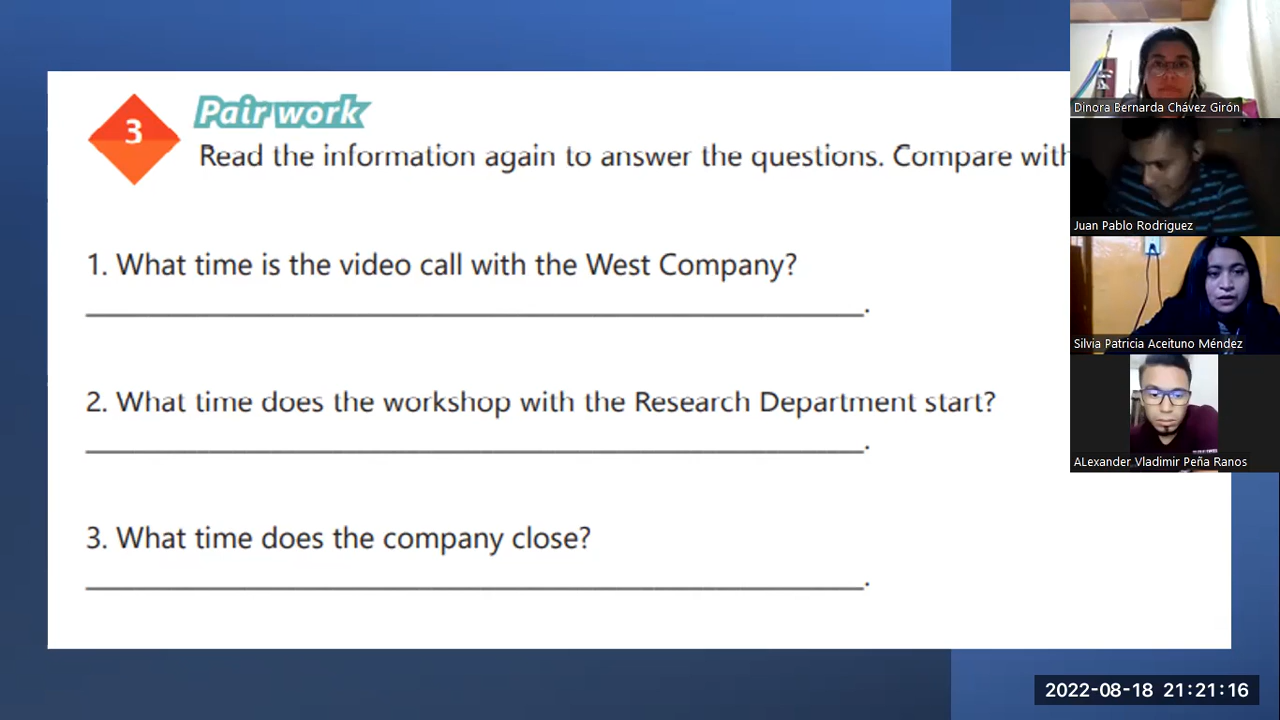 3
Pair work
Read the information again to answer the questions. Compare with
1. What time is the video call with the West Company?
.
2. What time does the workshop with the Research Department start?
.
3. What time does the company close?
.
Dinora Bernarda Chávez Girón
Juan Pablo Rodriguez
Silvia Patricia Aceituno Méndez
ALexander Vladimir Peña Ranos
2022-08-18 21:21:16